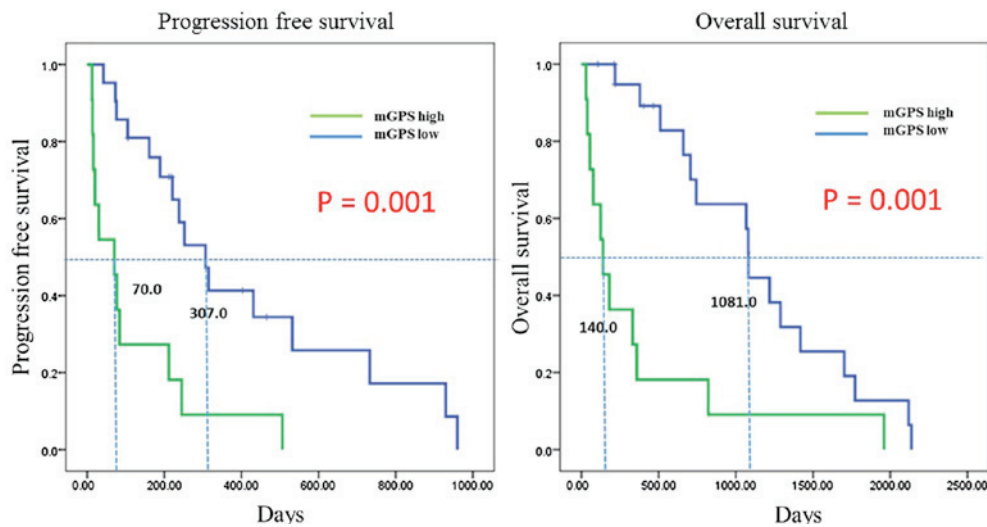 Progression free survival
Progression free survival
1.0
0.8
0.6
0.4
0.2
0.0
mGPS high
mGPS low
P = 0.001
70.0
307.0
0.00
200.00
400.00
600.00
800.00
1000.00
Days
Overall survival
Overall survival
1.0
0.8
0.6
0.4
0.2
0.0
mGPS high
mGPS low
P = 0.001
140.0
1081.0
0.00
500.00
1000.00
1500.00
2000.00
2500.00
Days